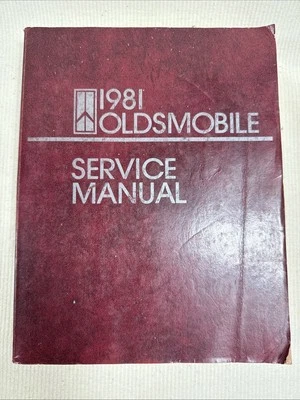 1981
OLDSMOBILE
SERVICE
MANUAL